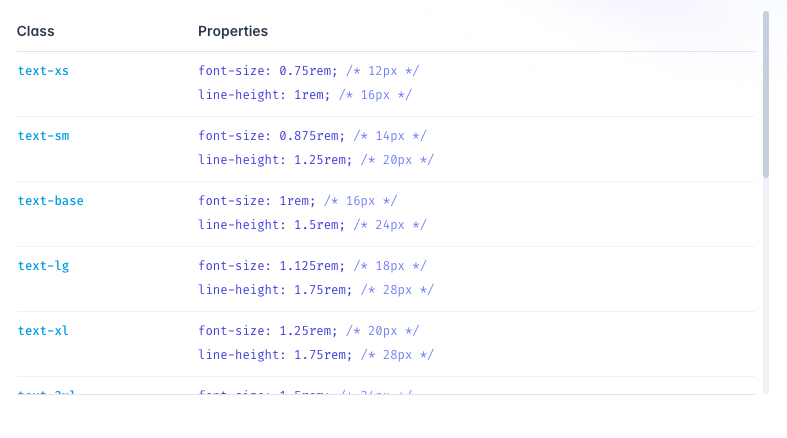 Class Properties
text-xs font-size: 0.75rem; /* 12px */
line-height: 1rem; /* 16px */
text-sm font-size: 0.875rem; /* 14px */
line-height: 1.25rem; /* 20px */
text-base font-size: 1rem; /* 16px */
line-height: 1.5rem; /* 24px */
text-lg font-size: 1.125rem; /* 18px */
line-height: 1.75rem; /* 28px */
text-xl font-size: 1.25rem; /* 20px */
line-height: 1.75rem; /* 28px */